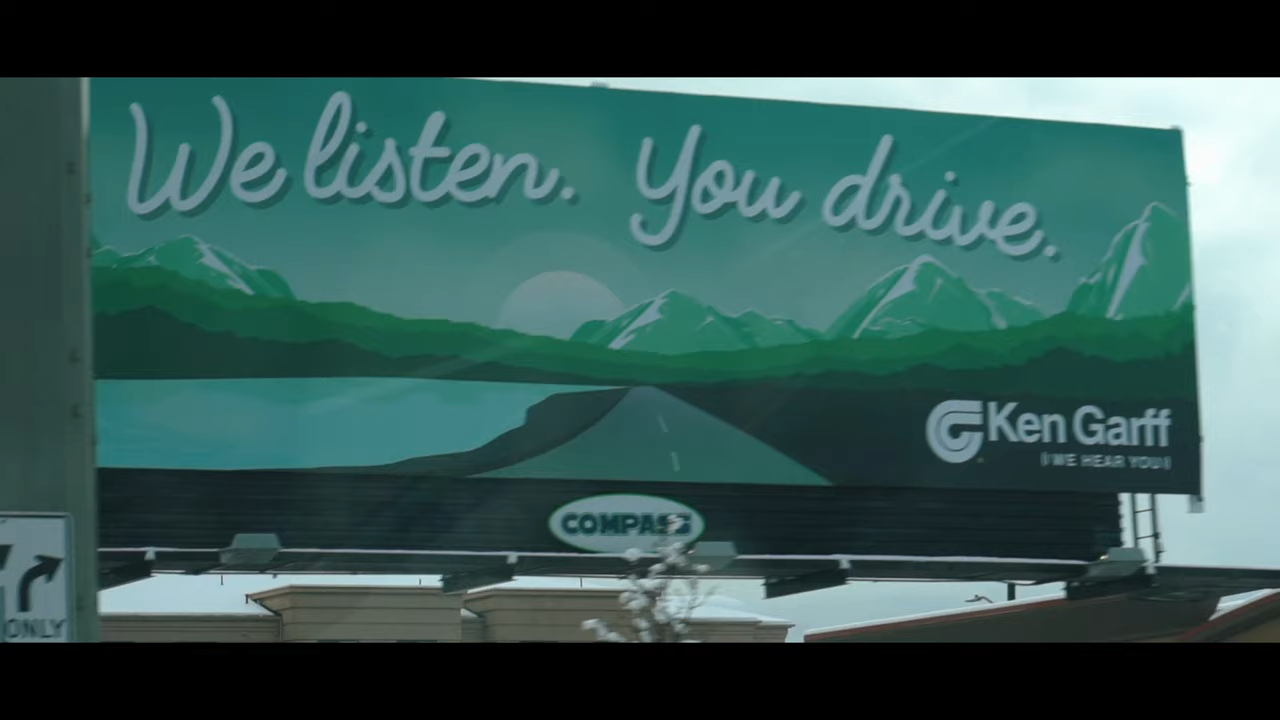 We listen. You drive.
Ken Garff
WE HEAR YOU
COMPASS
ONLY